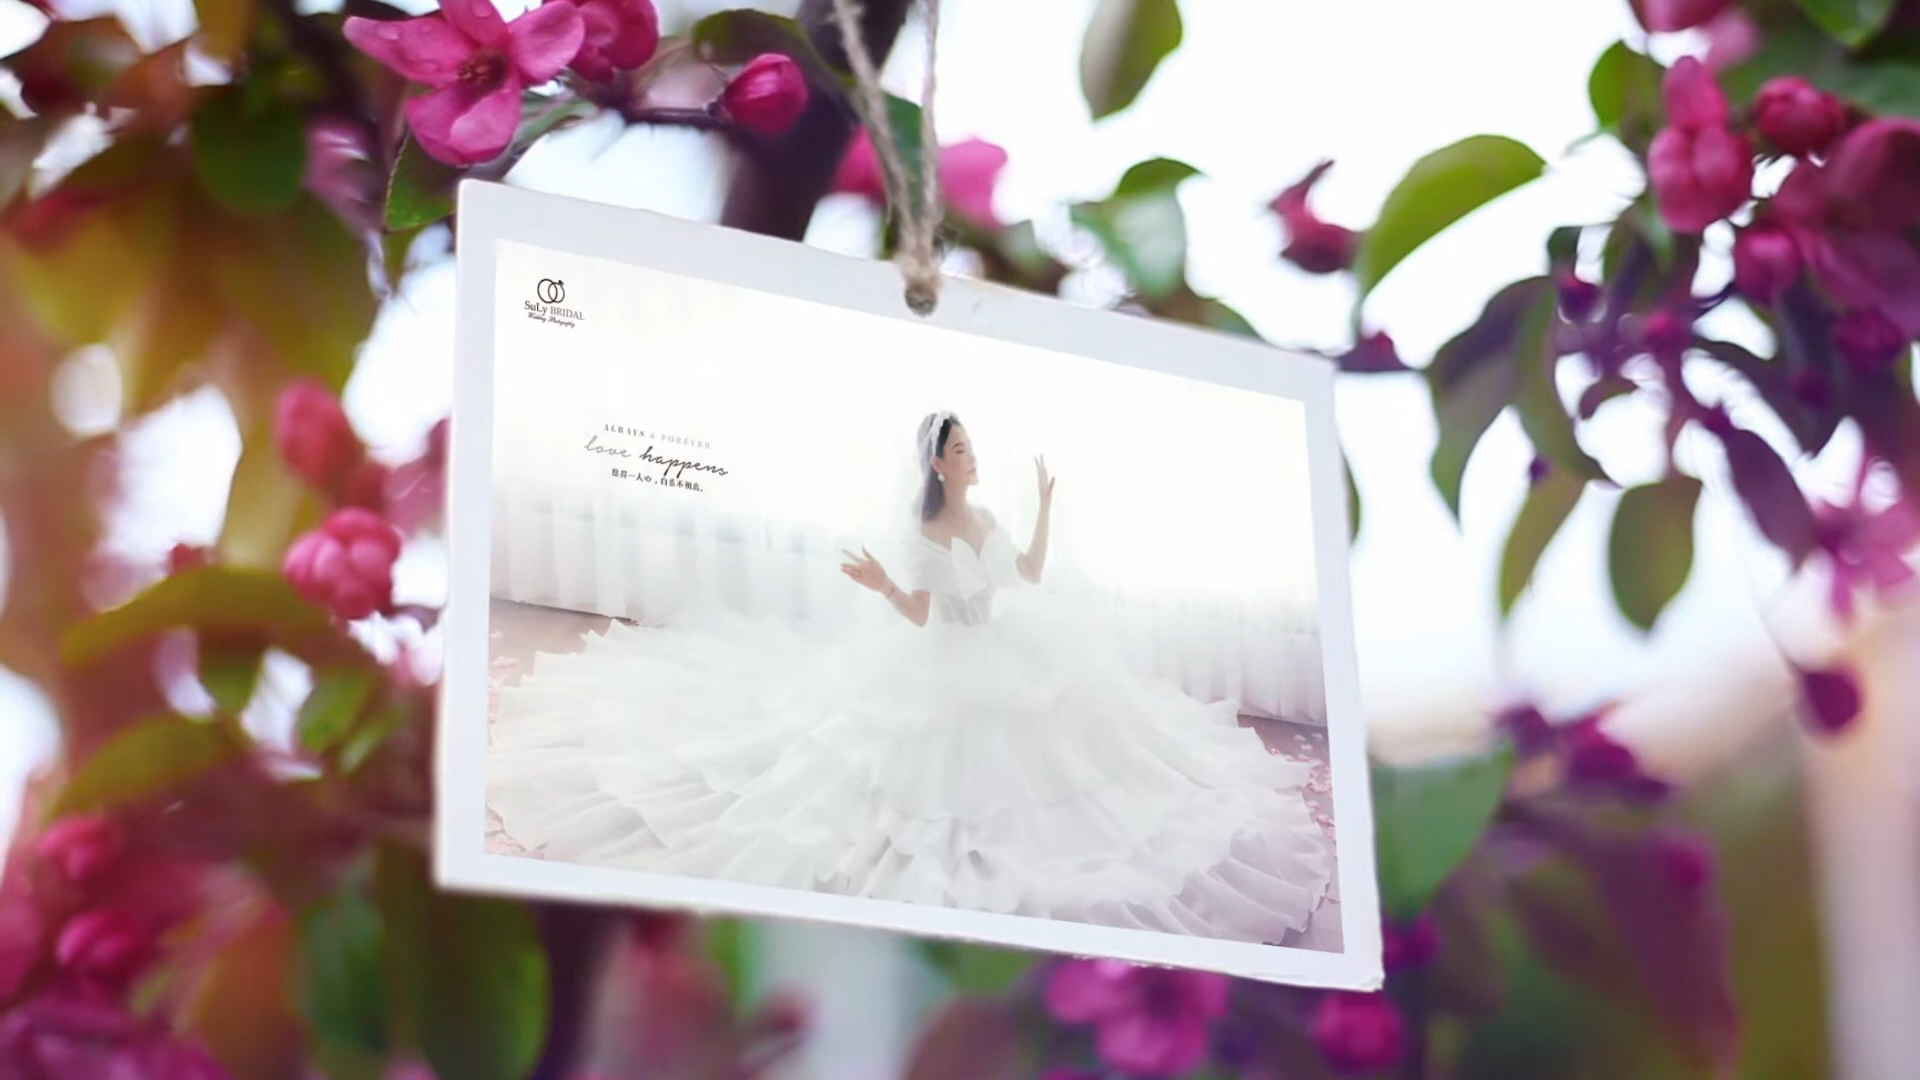 SuLy BRIDAL
Wedding Photography
ALWAYS & FOREVER
love happens
愿得一人心，白首不相离。